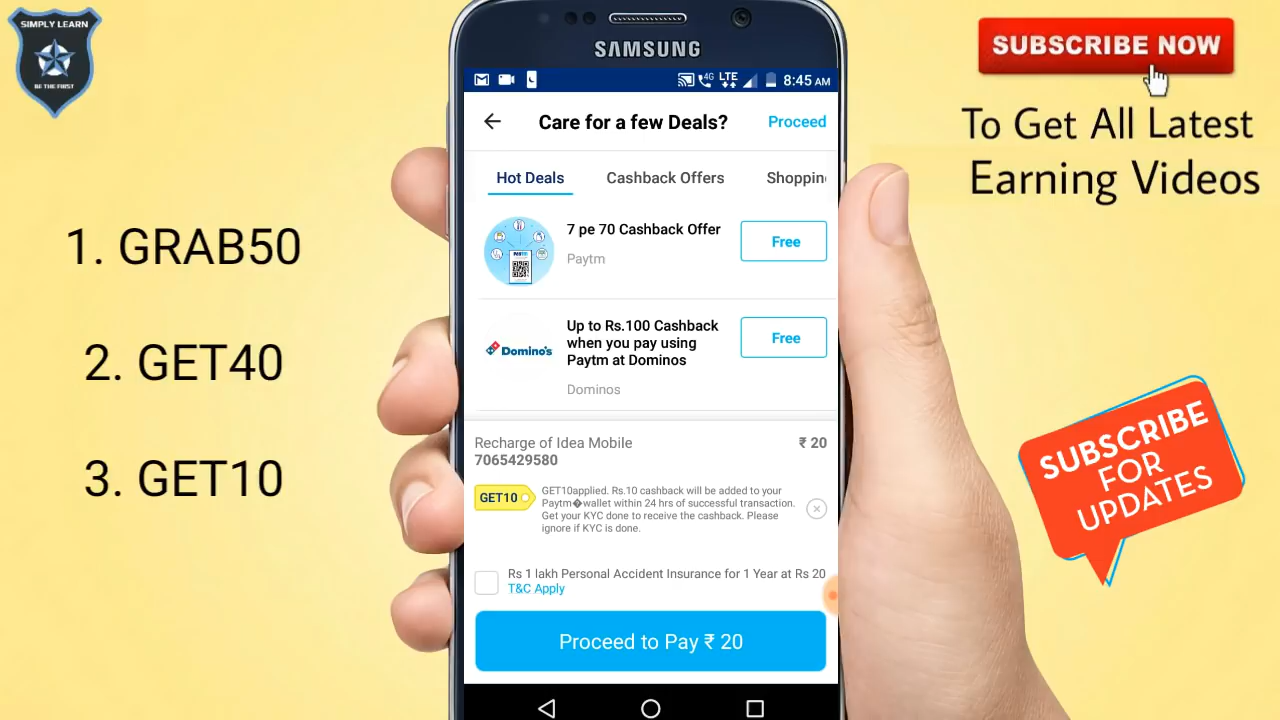 SIMPLY LEARN
BE THE FIRST
1. GRAB50
2. GET40
3. GET10
SAMSUNG
4G LTE 8:45 AM
Care for a few Deals? Proceed
Hot Deals Cashback Offers Shoppin
7 pe 70 Cashback Offer
Paytm
Free
Domino's
Up to Rs.100 Cashback
when you pay using
Paytm at Dominos
Dominos
Free
Recharge of Idea Mobile ₹ 20
7065429580
GET10
GET10applied. Rs.10 cashback will be added to your
Paytm�wallet within 24 hrs of successful transaction.
Get your KYC done to receive the cashback. Please
ignore if KYC is done.
Rs 1 lakh Personal Accident Insurance for 1 Year at Rs 20
T&C Apply
Proceed to Pay ₹ 20
SUBSCRIBE NOW
To Get All Latest
Earning Videos
SUBSCRIBE
FOR
UPDATES